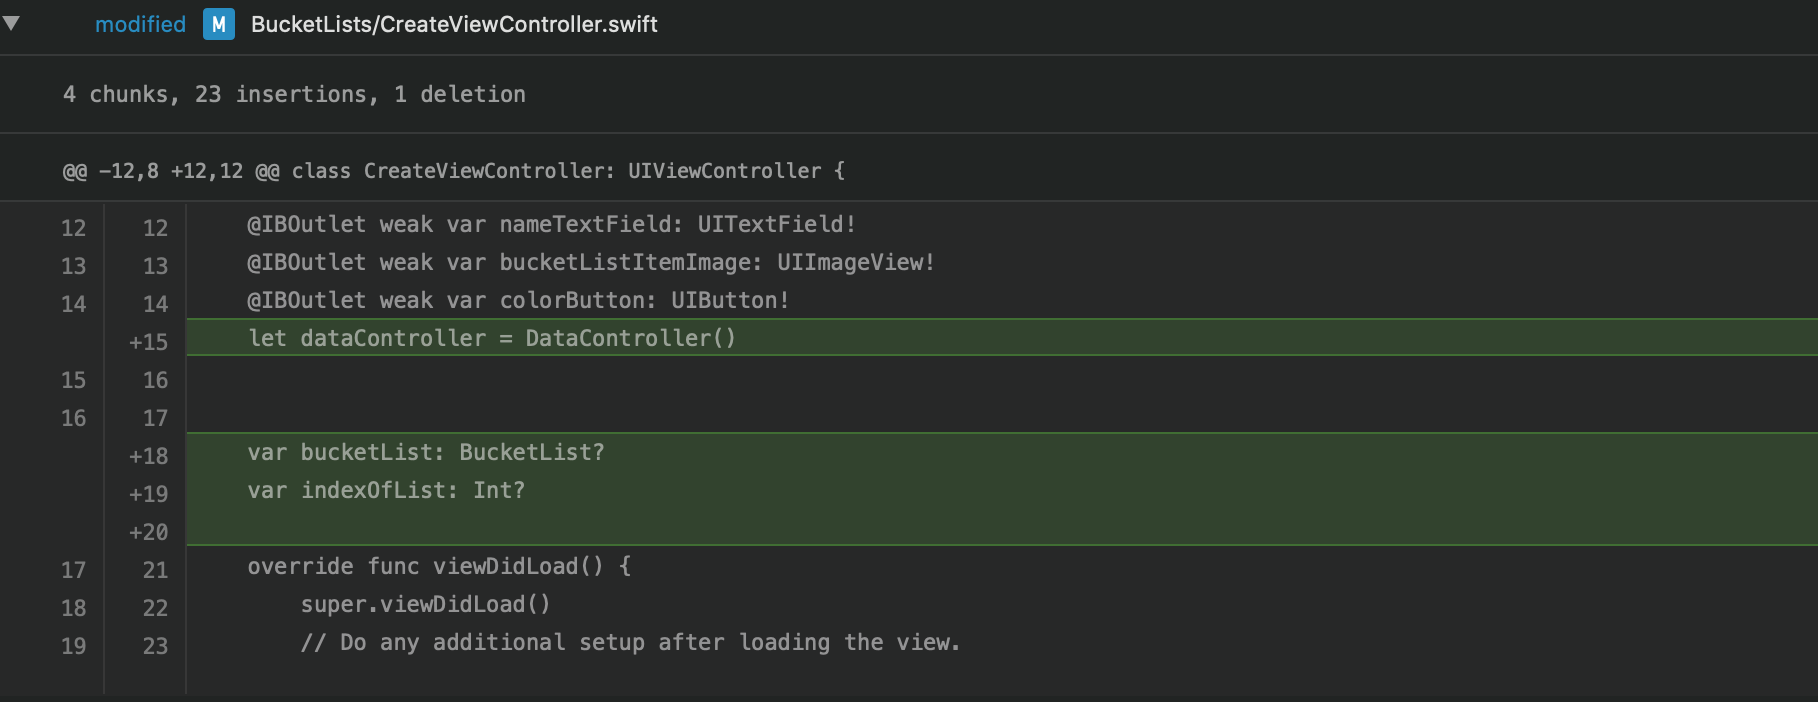 modified M BucketLists/CreateViewController.swift
4 chunks, 23 insertions, 1 deletion
@@ -12,8 +12,12 @@ class CreateViewController: UIViewController {
12 12 @IBOutlet weak var nameTextField: UITextField!
13 13 @IBOutlet weak var bucketListItemImage: UIImageView!
14 14 @IBOutlet weak var colorButton: UIButton!
+15 let dataController = DataController()
15 16
16 17
+18 var bucketList: BucketList?
+19 var indexOfList: Int?
+20
17 21 override func viewDidLoad() {
18 22 super.viewDidLoad()
19 23 // Do any additional setup after loading the view.